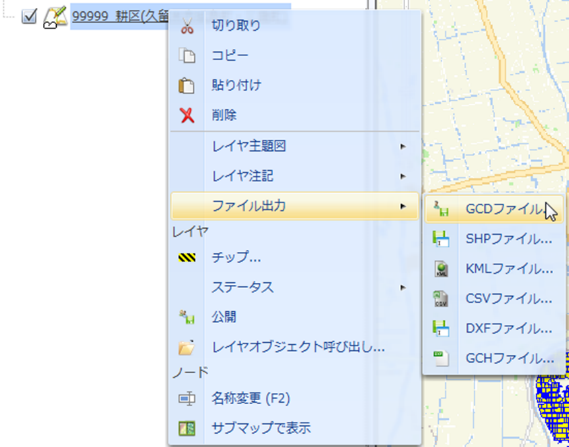 99999 耕区(久留
切り取り
コピー
貼り付け
削除
レイヤ主題図
レイヤ注記
ファイル出力
GCDファイル...
SHPファイル...
KMLファイル...
CSVファイル...
DXFファイル...
GCHファイル...
レイヤ
チップ...
ステータス
公開
レイヤオブジェクト呼び出し...
ノード
名称変更 (F2)
サブマップで表示